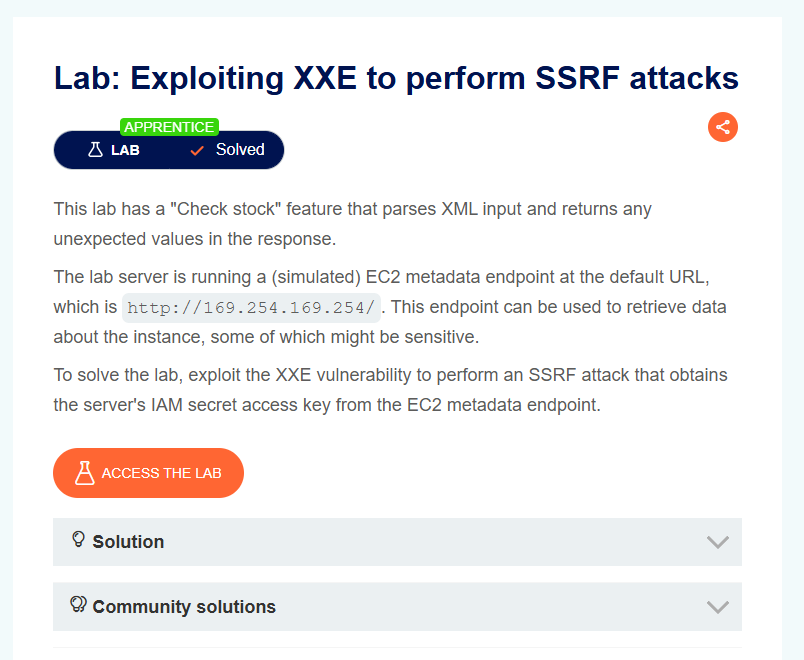 Lab: Exploiting XXE to perform SSRF attacks
APPRENTICE
LAB
Solved
This lab has a "Check stock" feature that parses XML input and returns any
unexpected values in the response.
The lab server is running a (simulated) EC2 metadata endpoint at the default URL,
which is http://169.254.169.254/. This endpoint can be used to retrieve data
about the instance, some of which might be sensitive.
To solve the lab, exploit the XXE vulnerability to perform an SSRF attack that obtains
the server's IAM secret access key from the EC2 metadata endpoint.
ACCESS THE LAB
Solution
Community solutions